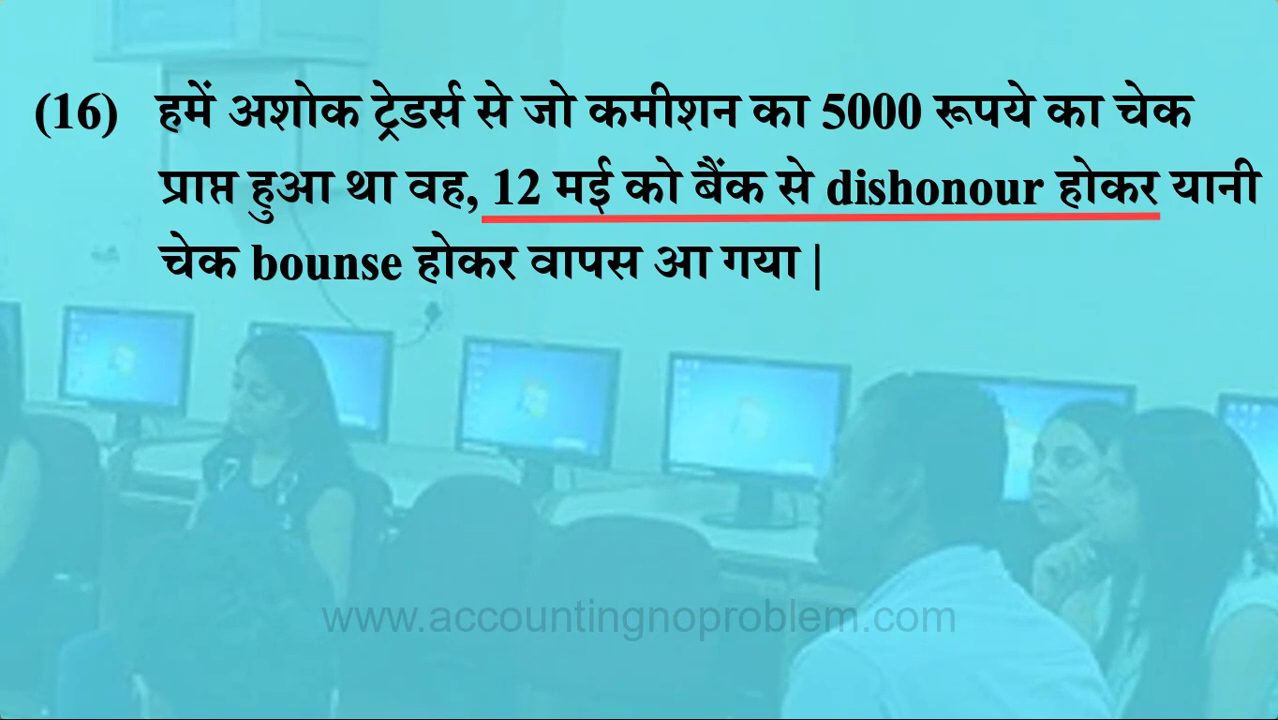 (16) हमें अशोक ट्रेडर्स से जो कमीशन का 5000 रूपये का चेक
प्राप्त हुआ था वह, 12 मई को बैंक से dishonour होकर यानी
चेक bounse होकर वापस आ गया |
www.accountingnoproblem.com